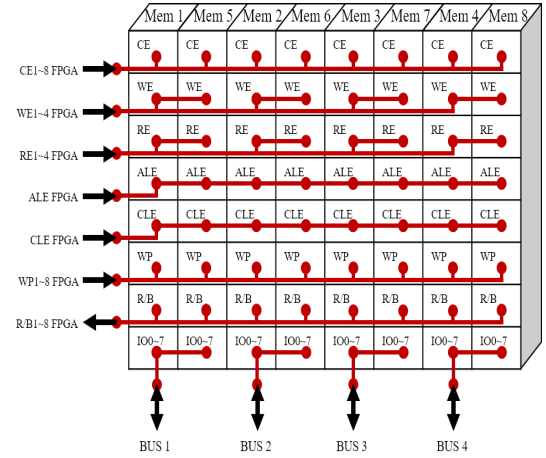 Mem 1 Mem 5 Mem 2 Mem 6 Mem 3 Mem 7 Mem 4 Mem 8
CE1~8 FPGA CE CE CE CE CE CE CE CE
WE1~4 FPGA WE WE WE WE WE WE WE WE
RE1~4 FPGA RE RE RE RE RE RE RE RE
ALE FPGA ALE ALE ALE ALE ALE ALE ALE ALE
CLE FPGA CLE CLE CLE CLE CLE CLE CLE CLE
WP1~8 FPGA WP WP WP WP WP WP WP WP
R/B1~8 FPGA R/B R/B R/B R/B R/B R/B R/B R/B
IO0~7 IO0~7 IO0~7 IO0~7 IO0~7 IO0~7 IO0~7 IO0~7
BUS 1 BUS 2 BUS 3 BUS 4